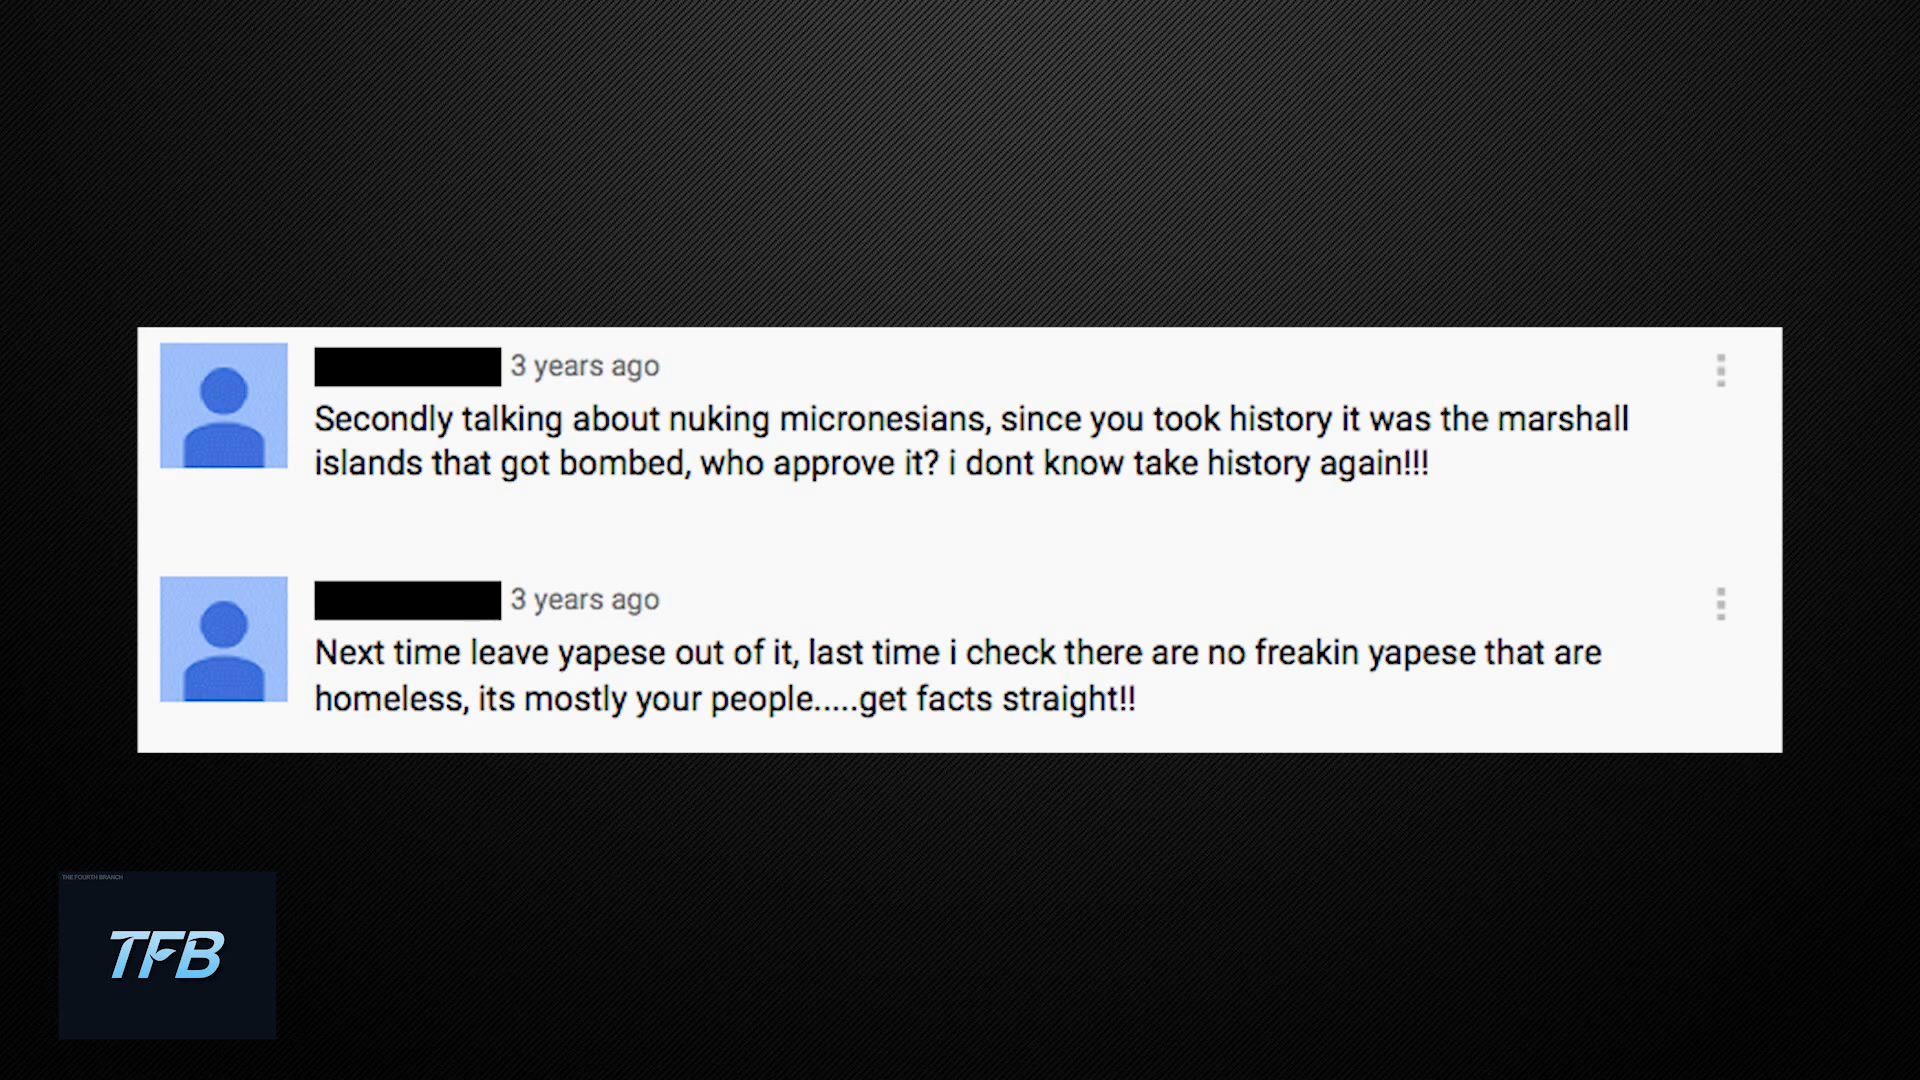 3 years ago
Secondly talking about nuking micronesians, since you took history it was the marshall
islands that got bombed, who approve it? i dont know take history again!!!
3 years ago
Next time leave yapese out of it, last time i check there are no freakin yapese that are
homeless, its mostly your people.....get facts straight!!
THE FOURTH BRANCH
TFB